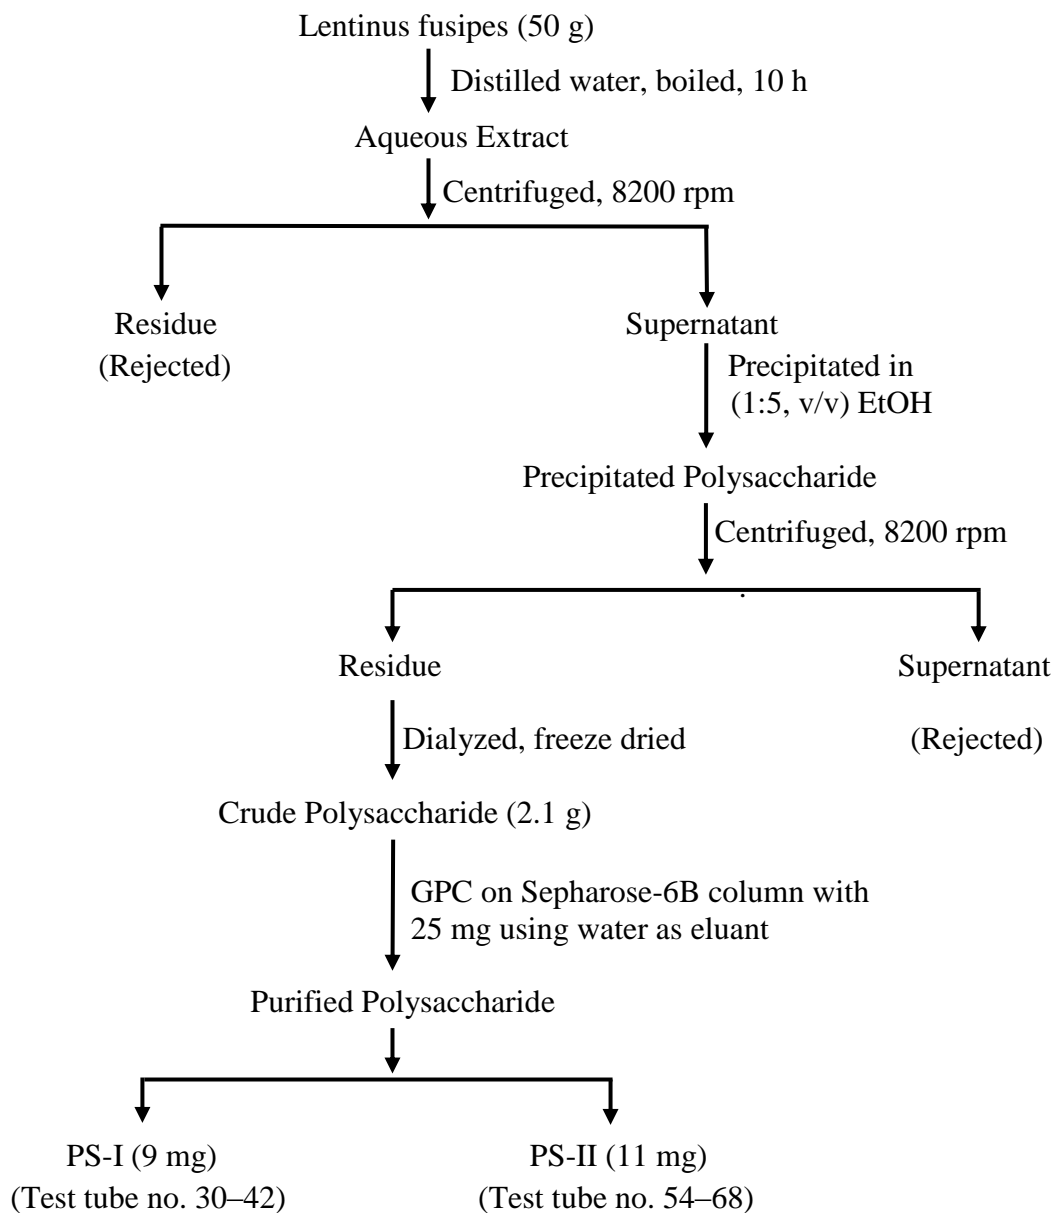 Lentinus fusipes (50 g)
Distilled water, boiled, 10 h
Aqueous Extract
Centrifuged, 8200 rpm
Residue
(Rejected)
Supernatant
Precipitated in
(1:5, v/v) EtOH
Precipitated Polysaccharide
Centrifuged, 8200 rpm
Residue
Supernatant
Dialyzed, freeze dried
(Rejected)
Crude Polysaccharide (2.1 g)
GPC on Sepharose-6B column with
25 mg using water as eluant
Purified Polysaccharide
PS-I (9 mg)
(Test tube no. 30–42)
PS-II (11 mg)
(Test tube no. 54–68)